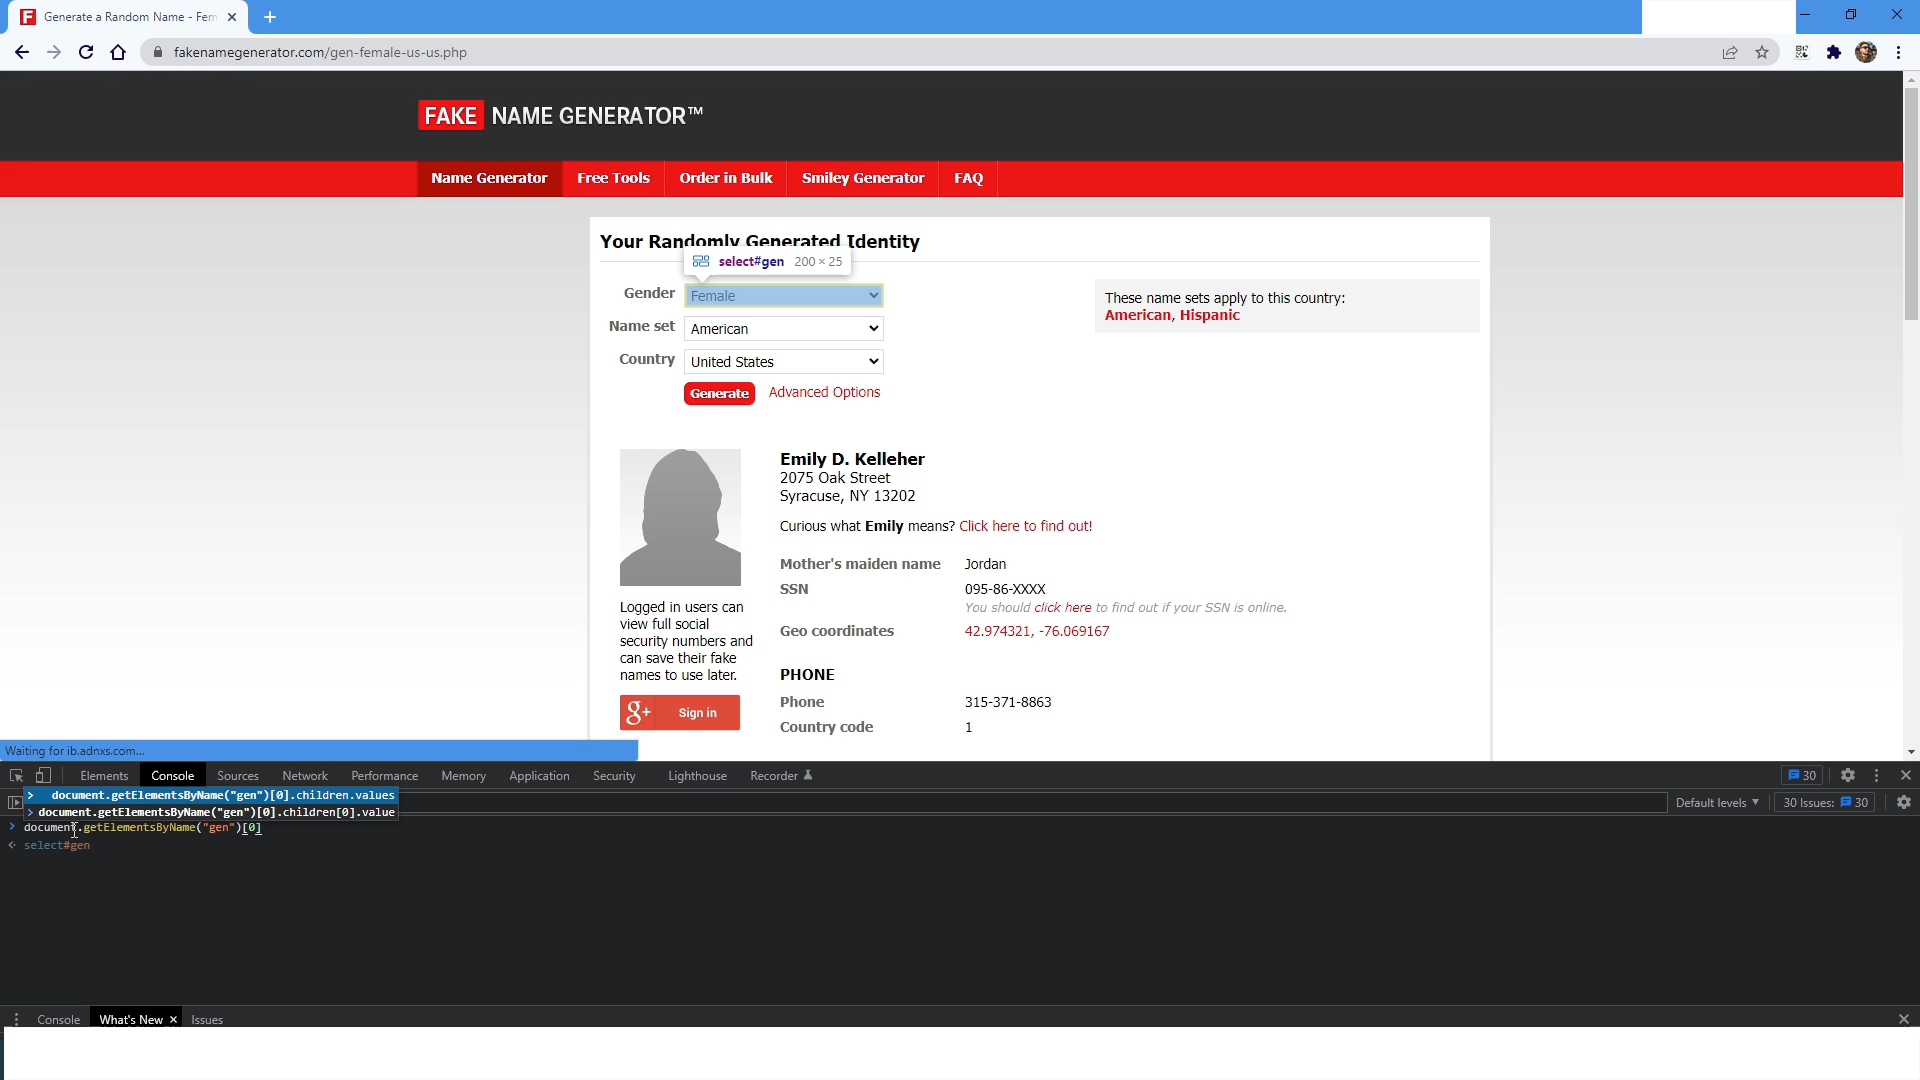 Generate a Random Name - Fem
fakenamegenerator.com/gen-female-us-us.php
FAKE NAME GENERATOR™
Name Generator
Free Tools
Order in Bulk
Smiley Generator
FAQ
Your Randomly Generated Identity
select#gen 200 × 25
Gender Female
Name set American
Country United States
Generate Advanced Options
These name sets apply to this country:
American, Hispanic
Emily D. Kelleher
2075 Oak Street
Syracuse, NY 13202
Curious what Emily means? Click here to find out!
Mother's maiden name Jordan
SSN 095-86-XXXX
You should click here to find out if your SSN is online.
Geo coordinates 42.974321, -76.069167
Logged in users can
view full social
security numbers and
can save their fake
names to use later.
g+ Sign in
PHONE
Phone 315-371-8863
Country code 1
Waiting for ib.adnxs.com...
Elements Console Sources Network Performance Memory Application Security Lighthouse Recorder 30
> document.getElementsByName("gen")[0].children.values
> document.getElementsByName("gen")[0].children[0].value
Default levels ▼ 30 Issues: 30
> document.getElementsByName("gen")[0]
select#gen
Console What's New × Issues